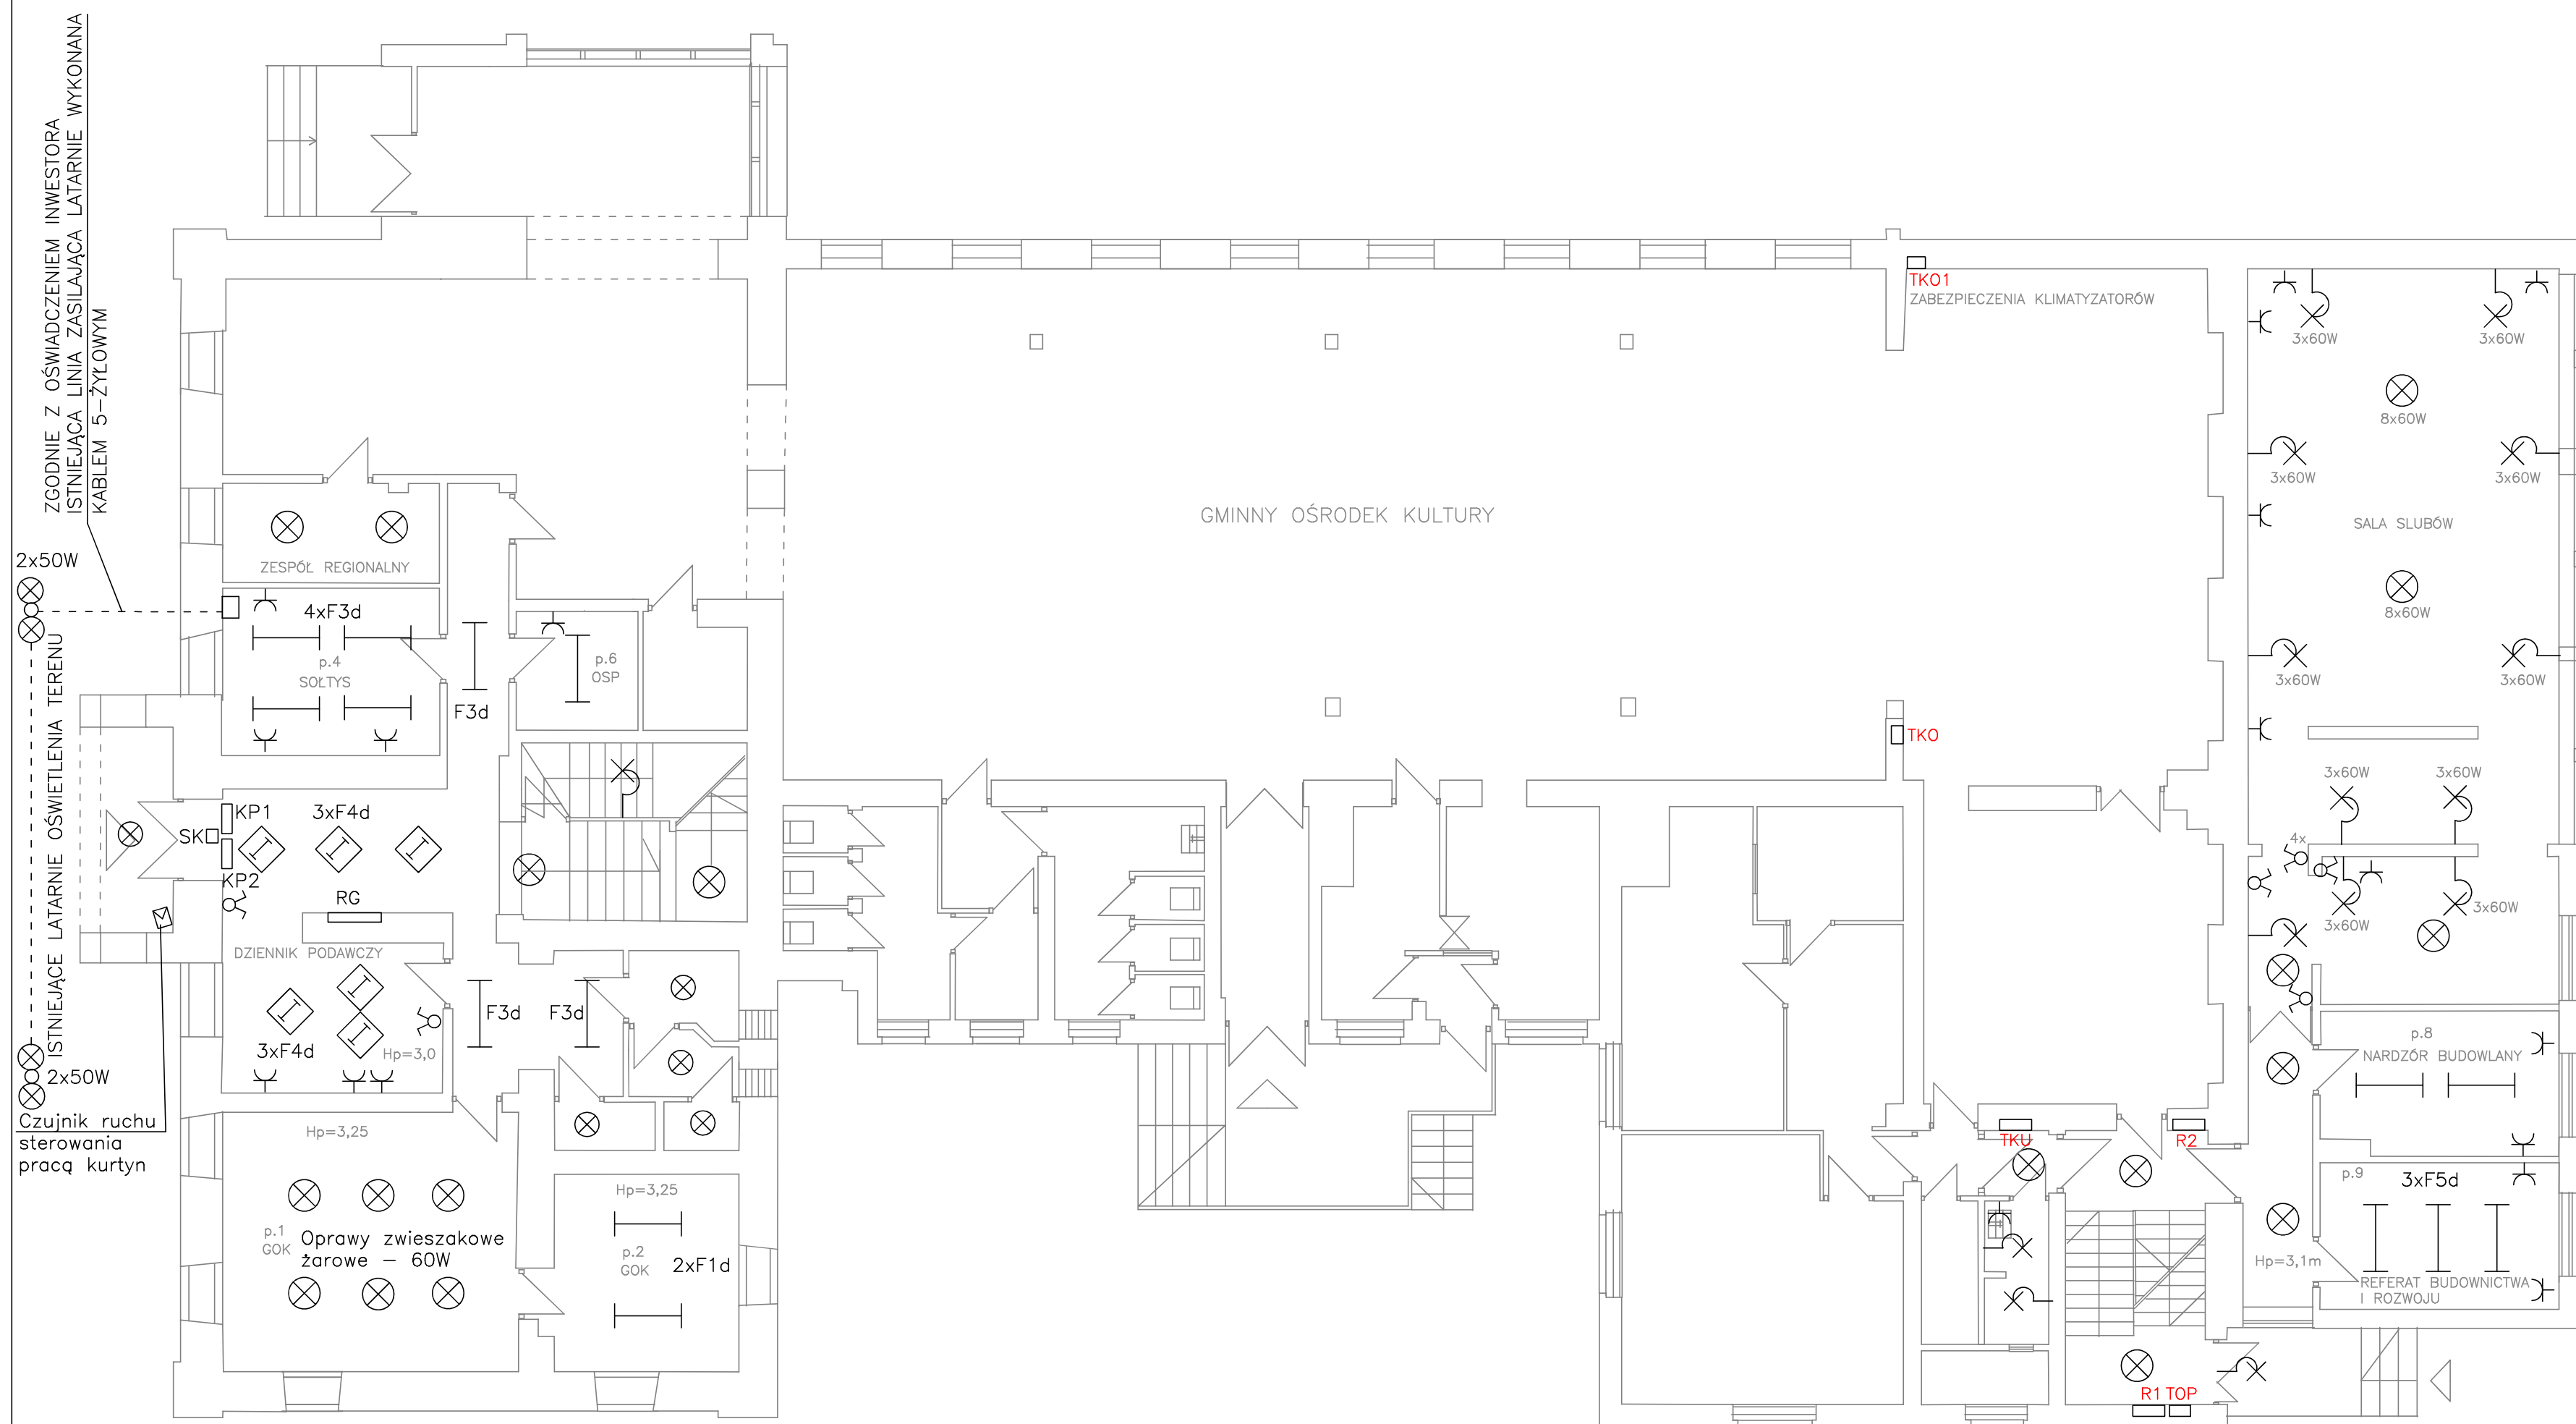 ZGODNIE Z OŚWIADCZENIEM INWESTORA
ISTNIEJĄCA LINIA ZASILAJĄCA LATARNIE WYKONANA
KABLEM 5-ŻYŁOWYM
2x50W
ISTNIEJĄCE LATARNIE OŚWIETLENIA TERENU
2x50W
Czujnik ruchu
sterowania
pracą kurtyn
ZESPÓŁ REGIONALNY
4xF3d
p.4
SOŁTYS
F3d
p.6
OSP
KP1
SK
KP2
3xF4d
RG
DZIENNIK PODAWCZY
3xF4d
Hp=3,0
F3d
F3d
Hp=3,25
p.1
GOK
Oprawy zwieszakowe
żarowe - 60W
Hp=3,25
p.2
GOK
2xF1d
GMINNY OŚRODEK KULTURY
TKO1
ZABEZPIECZENIA KLIMATYZATORÓW
TKO
TKU
R2
R1 TOP
3x60W
3x60W
8x60W
3x60W
3x60W
SALA SLUBÓW
8x60W
3x60W
3x60W
3x60W
3x60W
4x
3x60W
3x60W
p.8
NARDZÓR BUDOWLANY
p.9
3xF5d
Hp=3,1m
REFERAT BUDOWNICTWA
I ROZWOJU